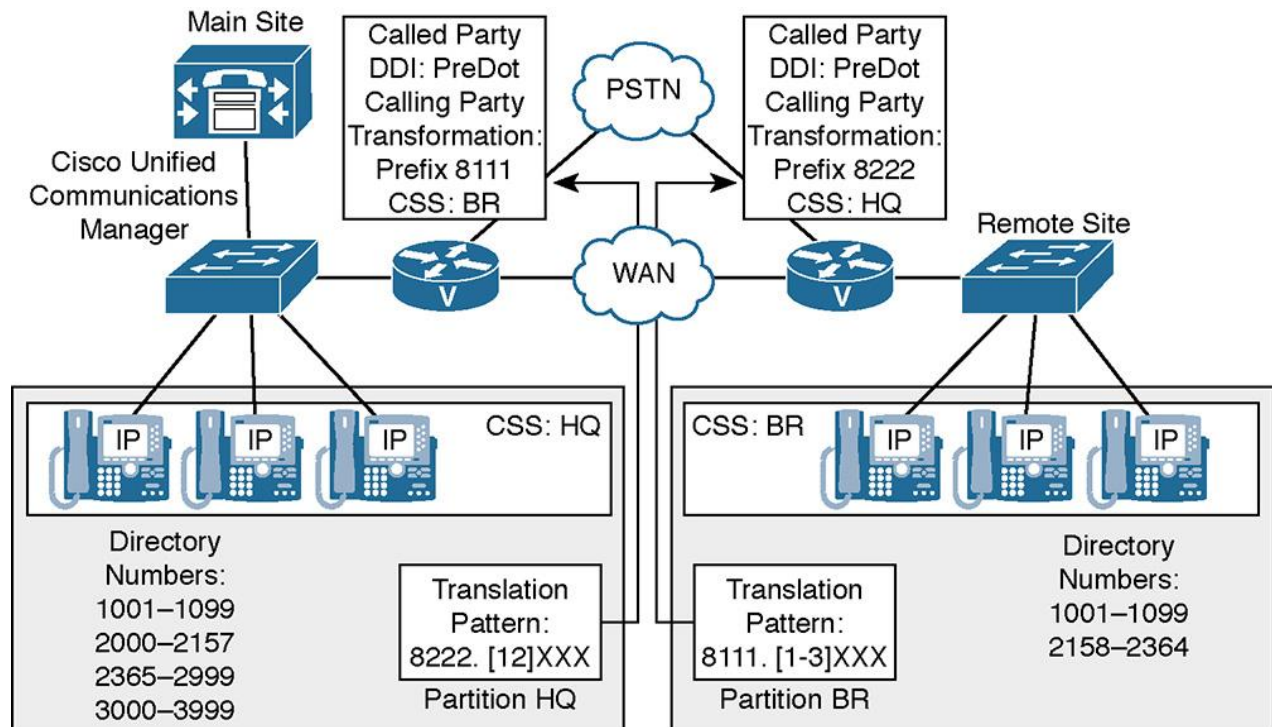 Main Site
Cisco Unified
Communications
Manager
Called Party
DDI: PreDot
Calling Party
Transformation:
Prefix 8111
CSS: BR
PSTN
Called Party
DDI: PreDot
Calling Party
Transformation:
Prefix 8222
CSS: HQ
Remote Site
V
WAN
V
IP
IP
IP
CSS: HQ
CSS: BR
IP
IP
IP
Directory
Numbers:
1001–1099
2000–2157
2365–2999
3000–3999
Translation
Pattern:
8222. [12]XXX
Partition HQ
Translation
Pattern:
8111. [1-3]XXX
Partition BR
Directory
Numbers:
1001–1099
2158–2364